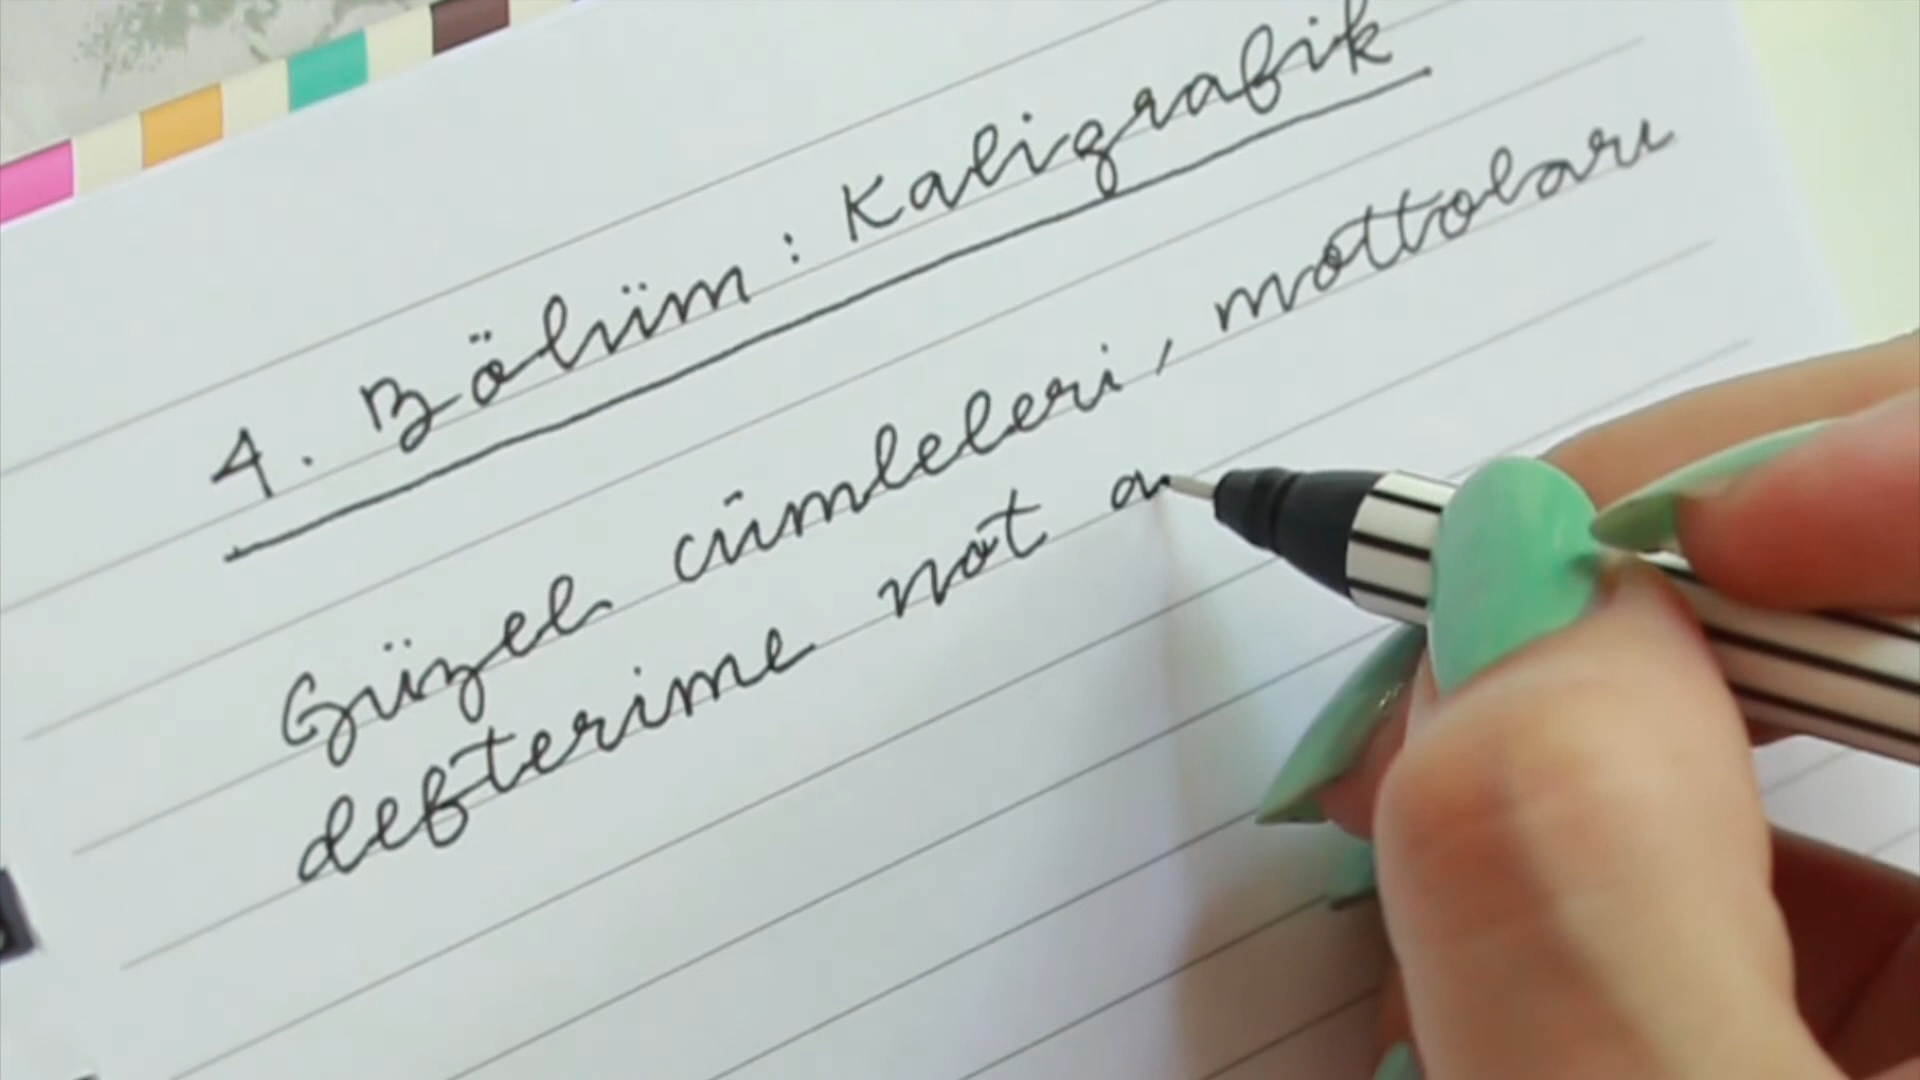 4. Bölüm: Kaligrafik
Güzel cümleleri, mottoları
defterime not